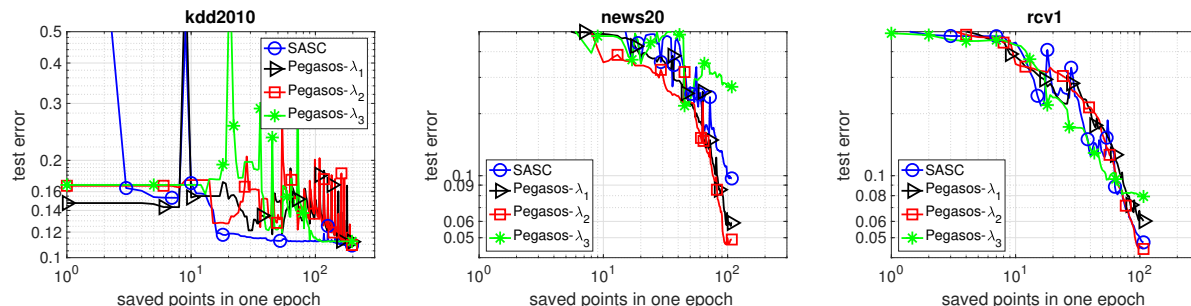 kdd2010
0.5
0.4
0.3
0.2
0.16
0.14
0.12
0.1
test error
SASC
Pegasos-λ1
Pegasos-λ2
Pegasos-λ3
10^0
10^1
10^2
saved points in one epoch
news20
0.1
0.09
0.06
0.05
test error
SASC
Pegasos-λ1
Pegasos-λ2
Pegasos-λ3
10^0
10^1
10^2
saved points in one epoch
rcv1
0.1
0.08
0.06
0.05
0.04
test error
SASC
Pegasos-λ1
Pegasos-λ2
Pegasos-λ3
10^0
10^1
10^2
saved points in one epoch